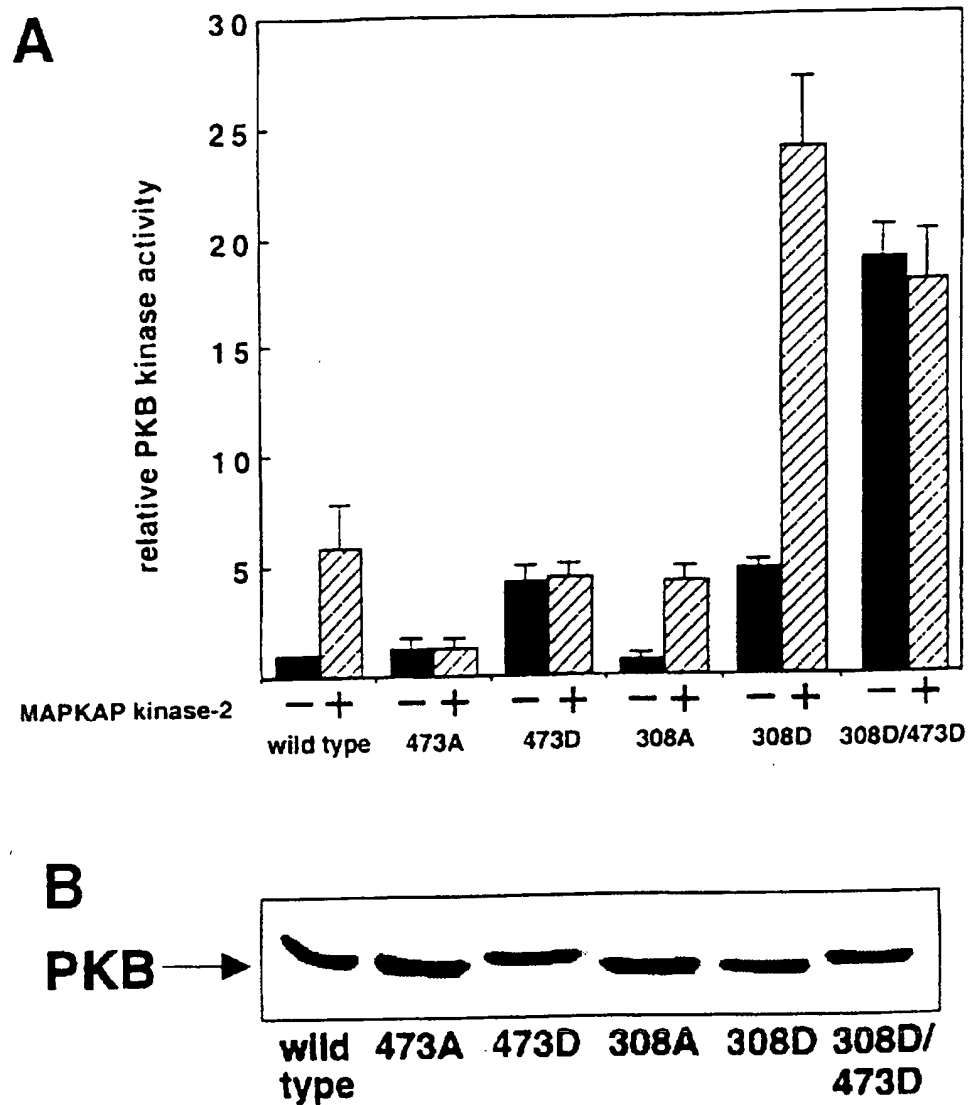 A
relative PKB kinase activity
30
25
20
15
10
5
MAPKAP kinase-2
− + − + − + − + − + − +
wild type 473A 473D 308A 308D 308D/473D
B
PKB
wild type 473A 473D 308A 308D 308D/473D